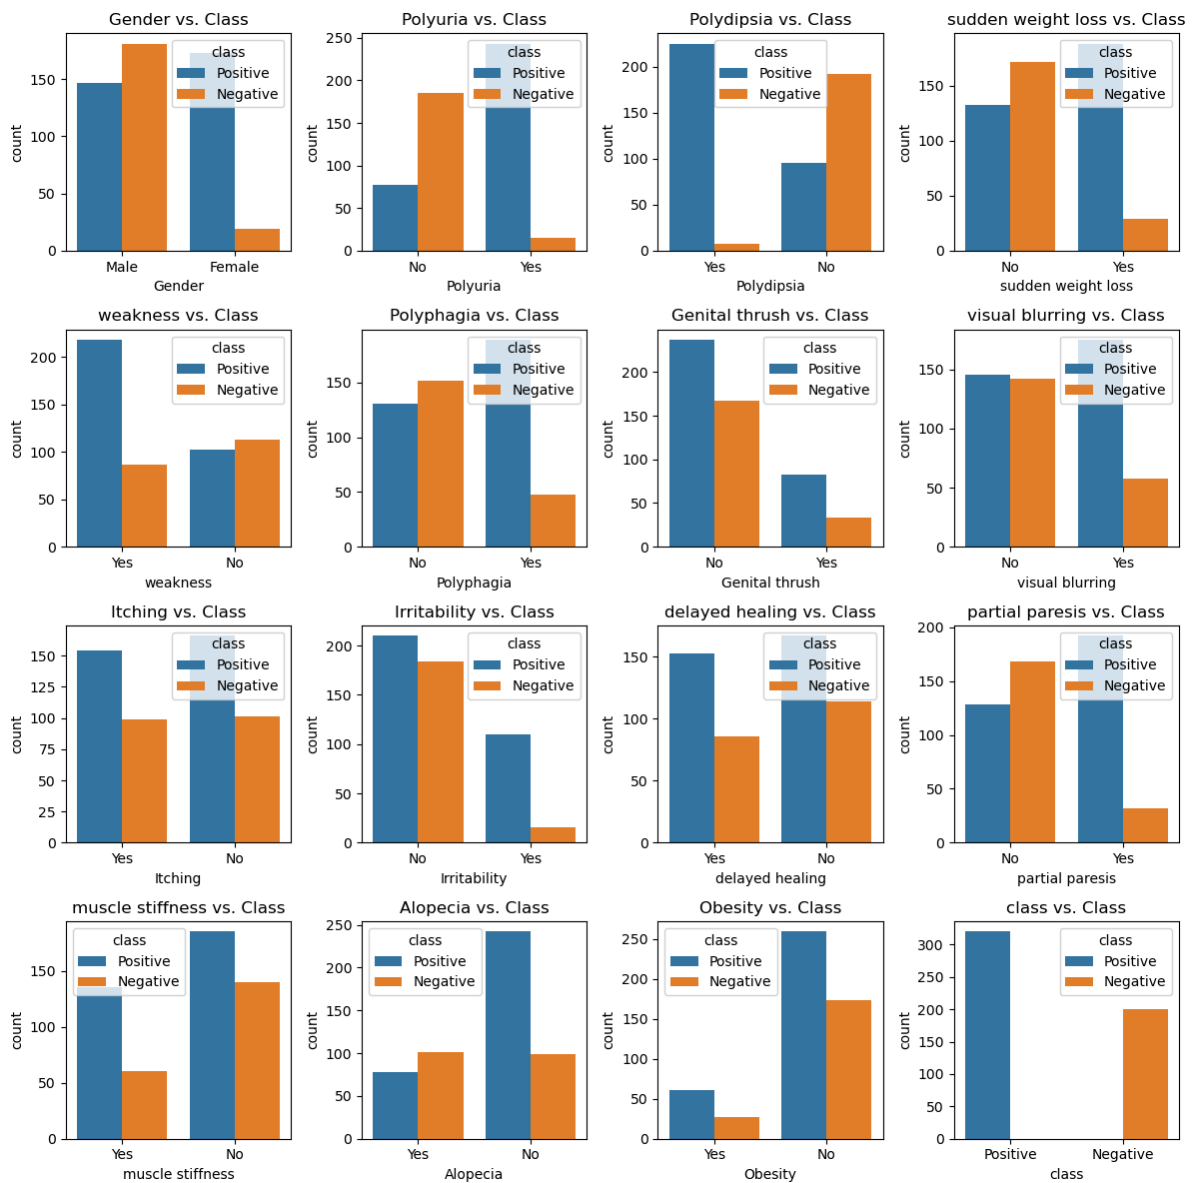 Gender vs. Class
Polyuria vs. Class
Polydipsia vs. Class
sudden weight loss vs. Class
class
Positive
Negative
150
100
50
0
count
Male
Female
Gender
class
Positive
Negative
250
200
150
100
50
0
count
No
Yes
Polyuria
class
Positive
Negative
200
150
100
50
0
count
Yes
No
Polydipsia
class
Positive
Negative
150
100
50
0
count
No
Yes
sudden weight loss
weakness vs. Class
Polyphagia vs. Class
Genital thrush vs. Class
visual blurring vs. Class
class
Positive
Negative
200
150
100
50
0
count
Yes
No
weakness
class
Positive
Negative
150
100
50
0
count
No
Yes
Polyphagia
class
Positive
Negative
200
150
100
50
0
count
No
Yes
Genital thrush
class
Positive
Negative
150
100
50
0
count
No
Yes
visual blurring
Itching vs. Class
Irritability vs. Class
delayed healing vs. Class
partial paresis vs. Class
class
Positive
Negative
150
125
100
75
50
25
0
count
Yes
No
Itching
class
Positive
Negative
200
150
100
50
0
count
No
Yes
Irritability
class
Positive
Negative
150
100
50
0
count
Yes
No
delayed healing
class
Positive
Negative
200
150
100
50
0
count
No
Yes
partial paresis
muscle stiffness vs. Class
Alopecia vs. Class
Obesity vs. Class
class vs. Class
class
Positive
Negative
150
100
50
0
count
Yes
No
muscle stiffness
class
Positive
Negative
250
200
150
100
50
0
count
Yes
No
Alopecia
class
Positive
Negative
250
200
150
100
50
0
count
Yes
No
Obesity
class
Positive
Negative
300
250
200
150
100
50
0
count
Positive
Negative
class